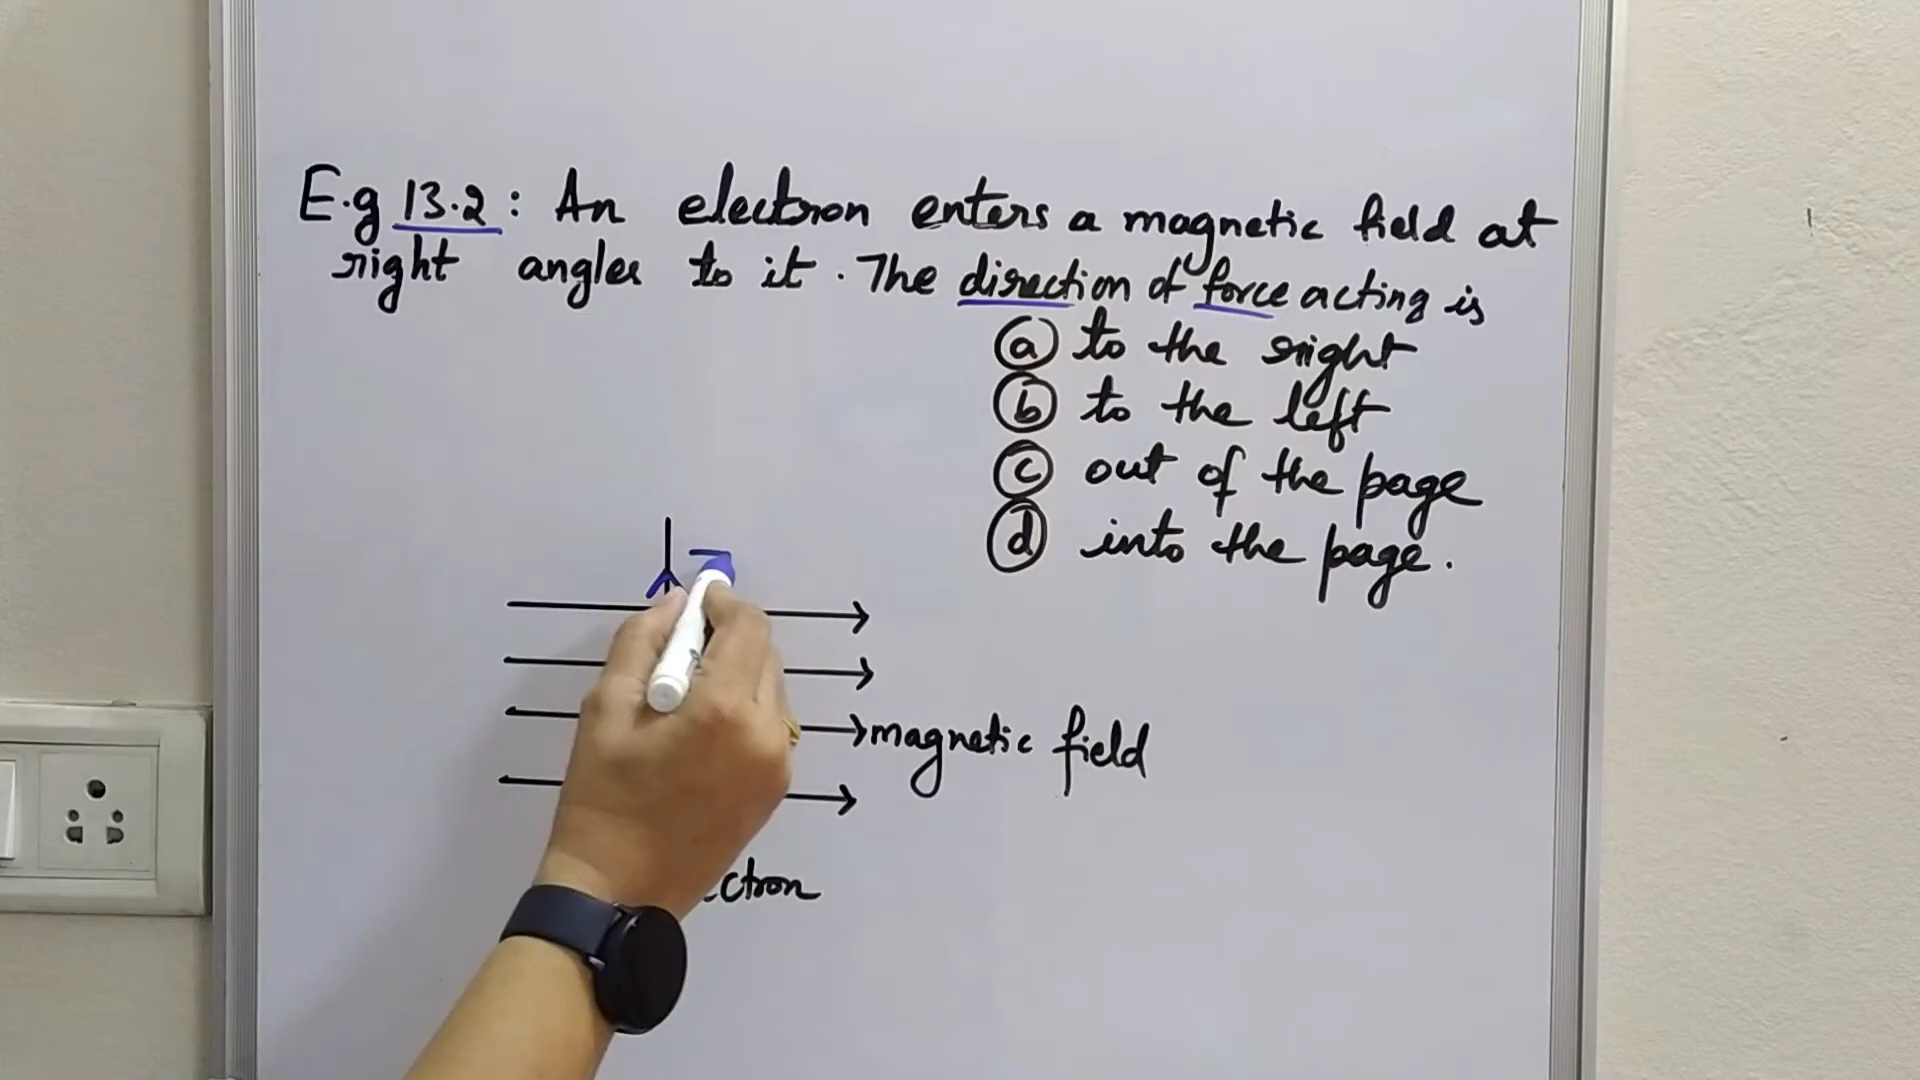 E.g 13.2 : An electron enters a magnetic field at
right angles to it. The direction of force acting is
a to the right
b to the left
c out of the page
d into the page.
magnetic field